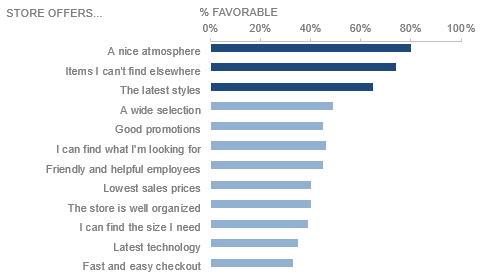 STORE OFFERS...
% FAVORABLE
0% 20% 40% 60% 80% 100%
A nice atmosphere
Items I can't find elsewhere
The latest styles
A wide selection
Good promotions
I can find what I'm looking for
Friendly and helpful employees
Lowest sales prices
The store is well organized
I can find the size I need
Latest technology
Fast and easy checkout